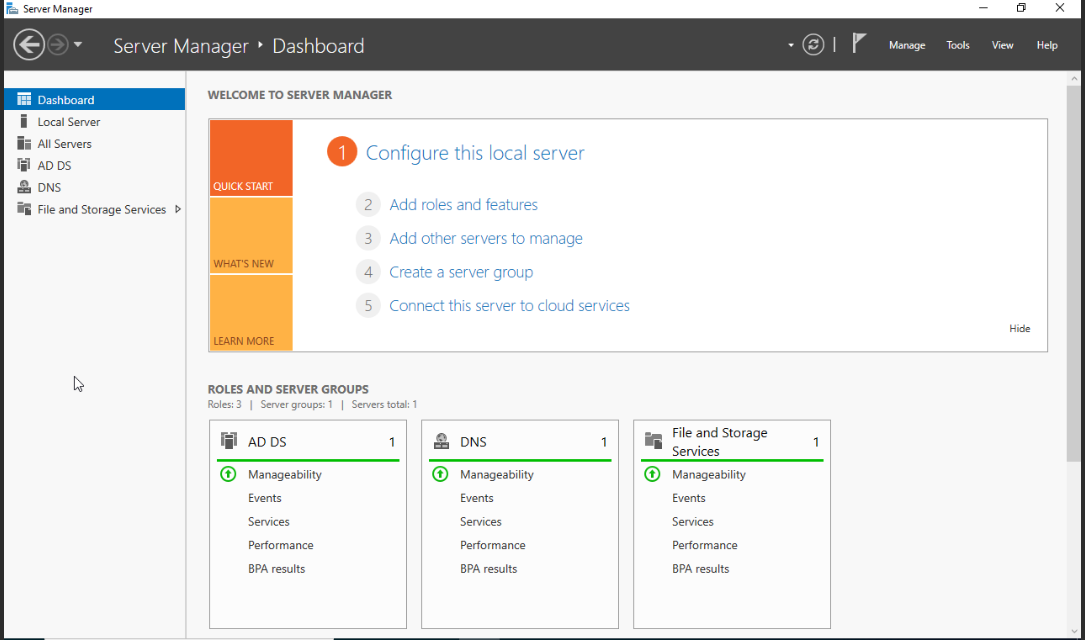 Server Manager
Server Manager ‣ Dashboard
Manage Tools View Help
Dashboard
Local Server
All Servers
AD DS
DNS
File and Storage Services
WELCOME TO SERVER MANAGER
QUICK START
WHAT'S NEW
LEARN MORE
1 Configure this local server
2 Add roles and features
3 Add other servers to manage
4 Create a server group
5 Connect this server to cloud services
Hide
ROLES AND SERVER GROUPS
Roles: 3 | Server groups: 1 | Servers total: 1
AD DS 1
Manageability
Events
Services
Performance
BPA results
DNS 1
Manageability
Events
Services
Performance
BPA results
File and Storage
Services 1
Manageability
Events
Services
Performance
BPA results